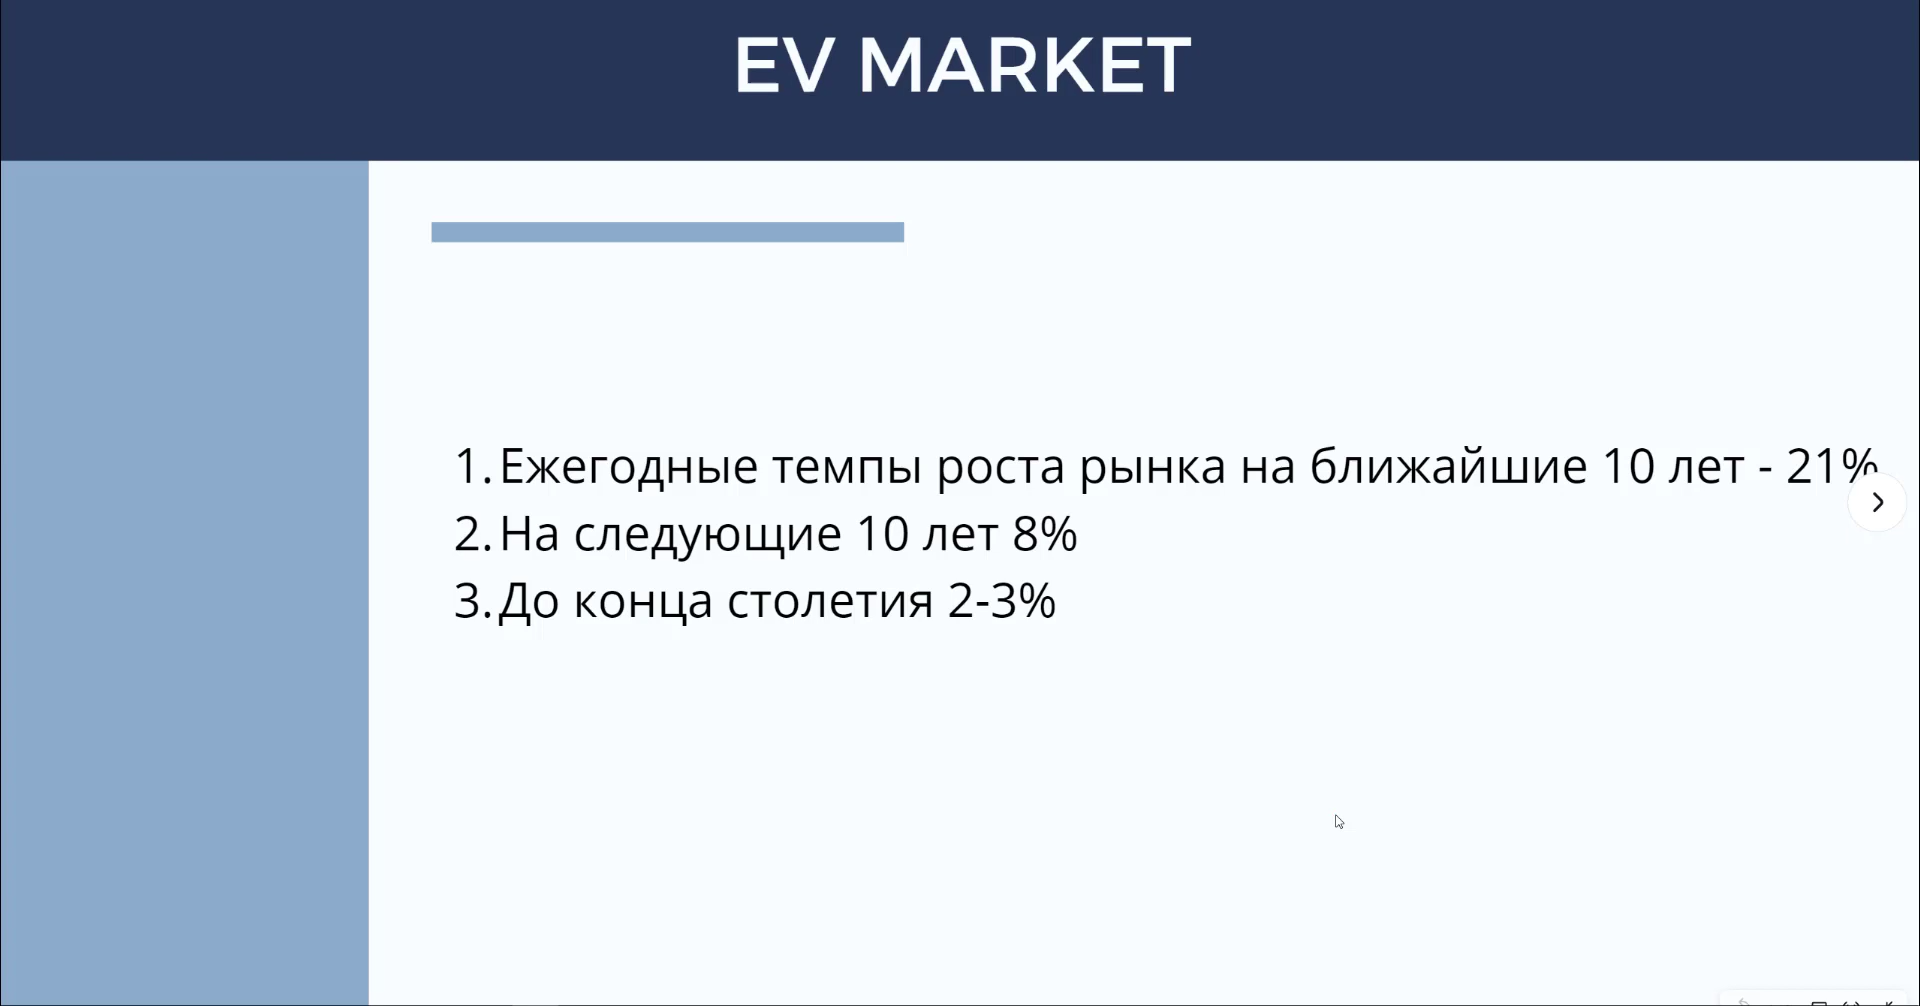 EV MARKET
1. Ежегодные темпы роста рынка на ближайшие 10 лет - 21%
2. На следующие 10 лет 8%
3. До конца столетия 2-3%